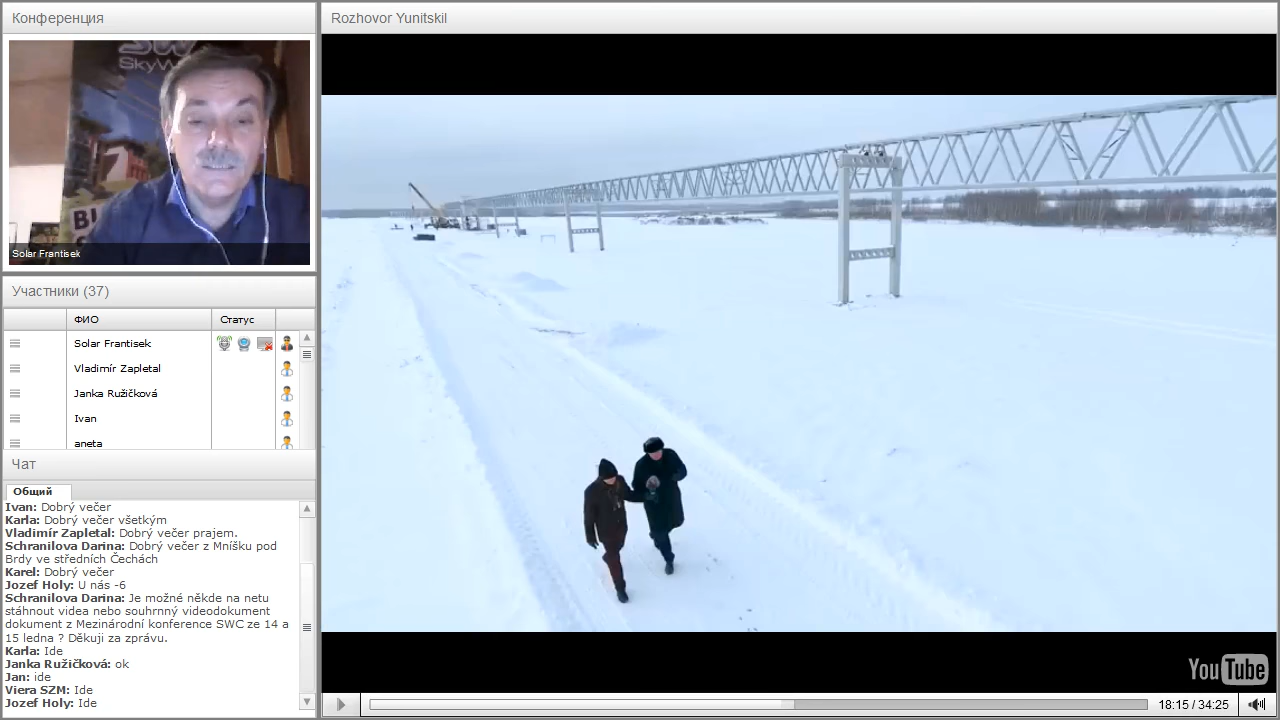 Конференция
SkyW
BU
Solar Frantisek
Участники (37)
ФИО
Статус
Solar Frantisek
Vladimír Zapletal
Janka Ružičková
Ivan
aneta
Чат
Общий
Ivan: Dobrý večer
Karla: Dobrý večer všetkým
Vladimír Zapletal: Dobrý večer prajem.
Schranilova Darina: Dobrý večer z Mníšku pod
Brdy ve středních Čechách
Karel: Dobrý večer
Jozef Holy: U nás -6
Schranilova Darina: Je možné někde na netu
stáhnout videa nebo souhrnný videodokument
dokument z Mezinárodní konference SWC ze 14 a
15 ledna ? Děkuji za zprávu.
Karla: Ide
Janka Ružičková: ok
Jan: ide
Viera SZM: Ide
Jozef Holy: Ide
Rozhovor Yunitskil
YouTube
18:15 / 34:25